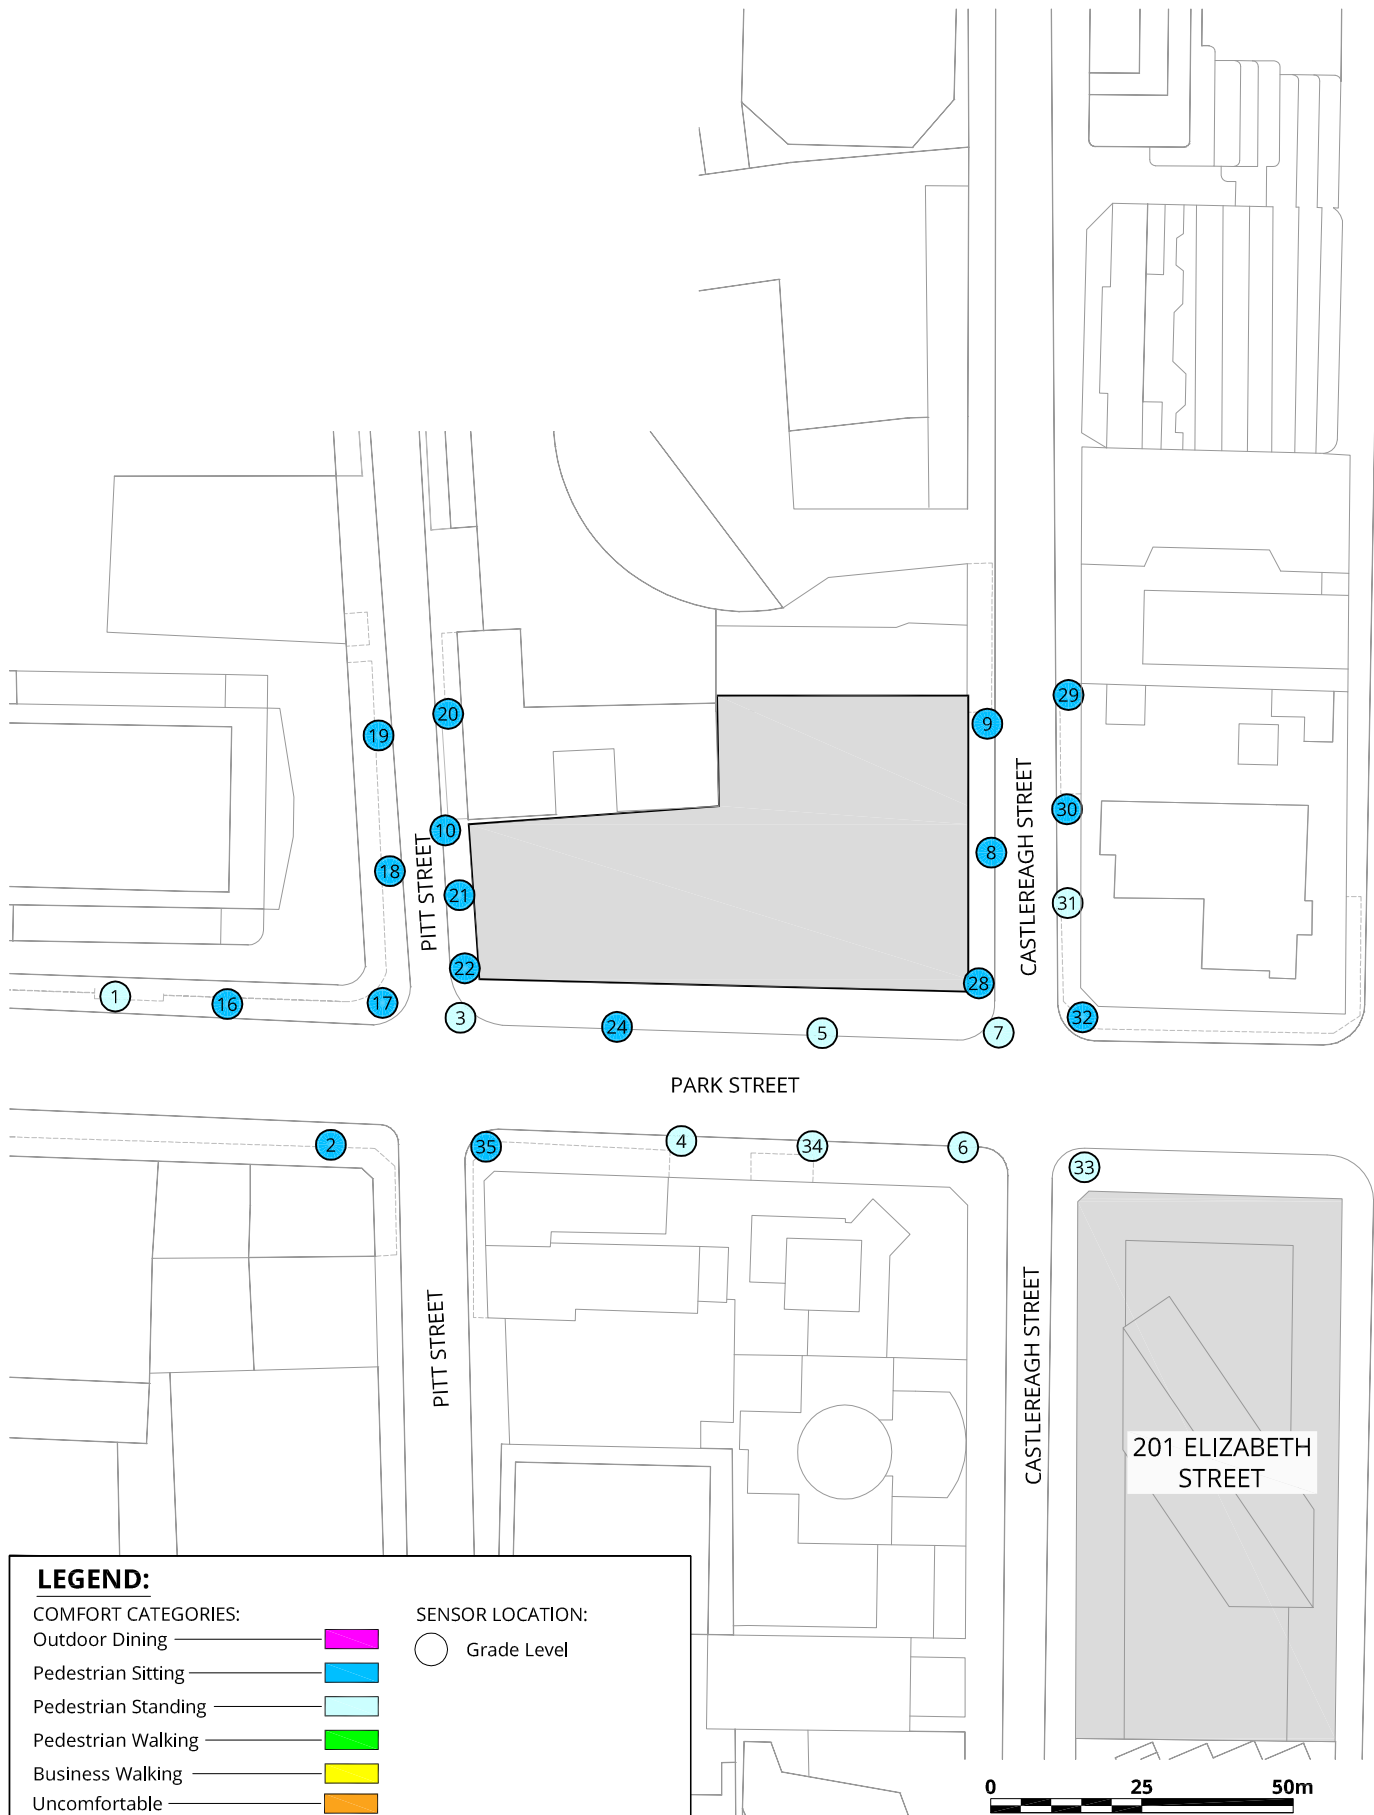 29
20
9
19
30
10
8
18
21
31
PITT STREET
CASTLEREAGH STREET
22
28
1
16
17
3
24
5
7
32
PARK STREET
2
35
4
34
6
33
PITT STREET
CASTLEREAGH STREET
201 ELIZABETH
STREET
LEGEND:
COMFORT CATEGORIES:
Outdoor Dining
Pedestrian Sitting
Pedestrian Standing
Pedestrian Walking
Business Walking
Uncomfortable
SENSOR LOCATION:
Grade Level
0 25 50m